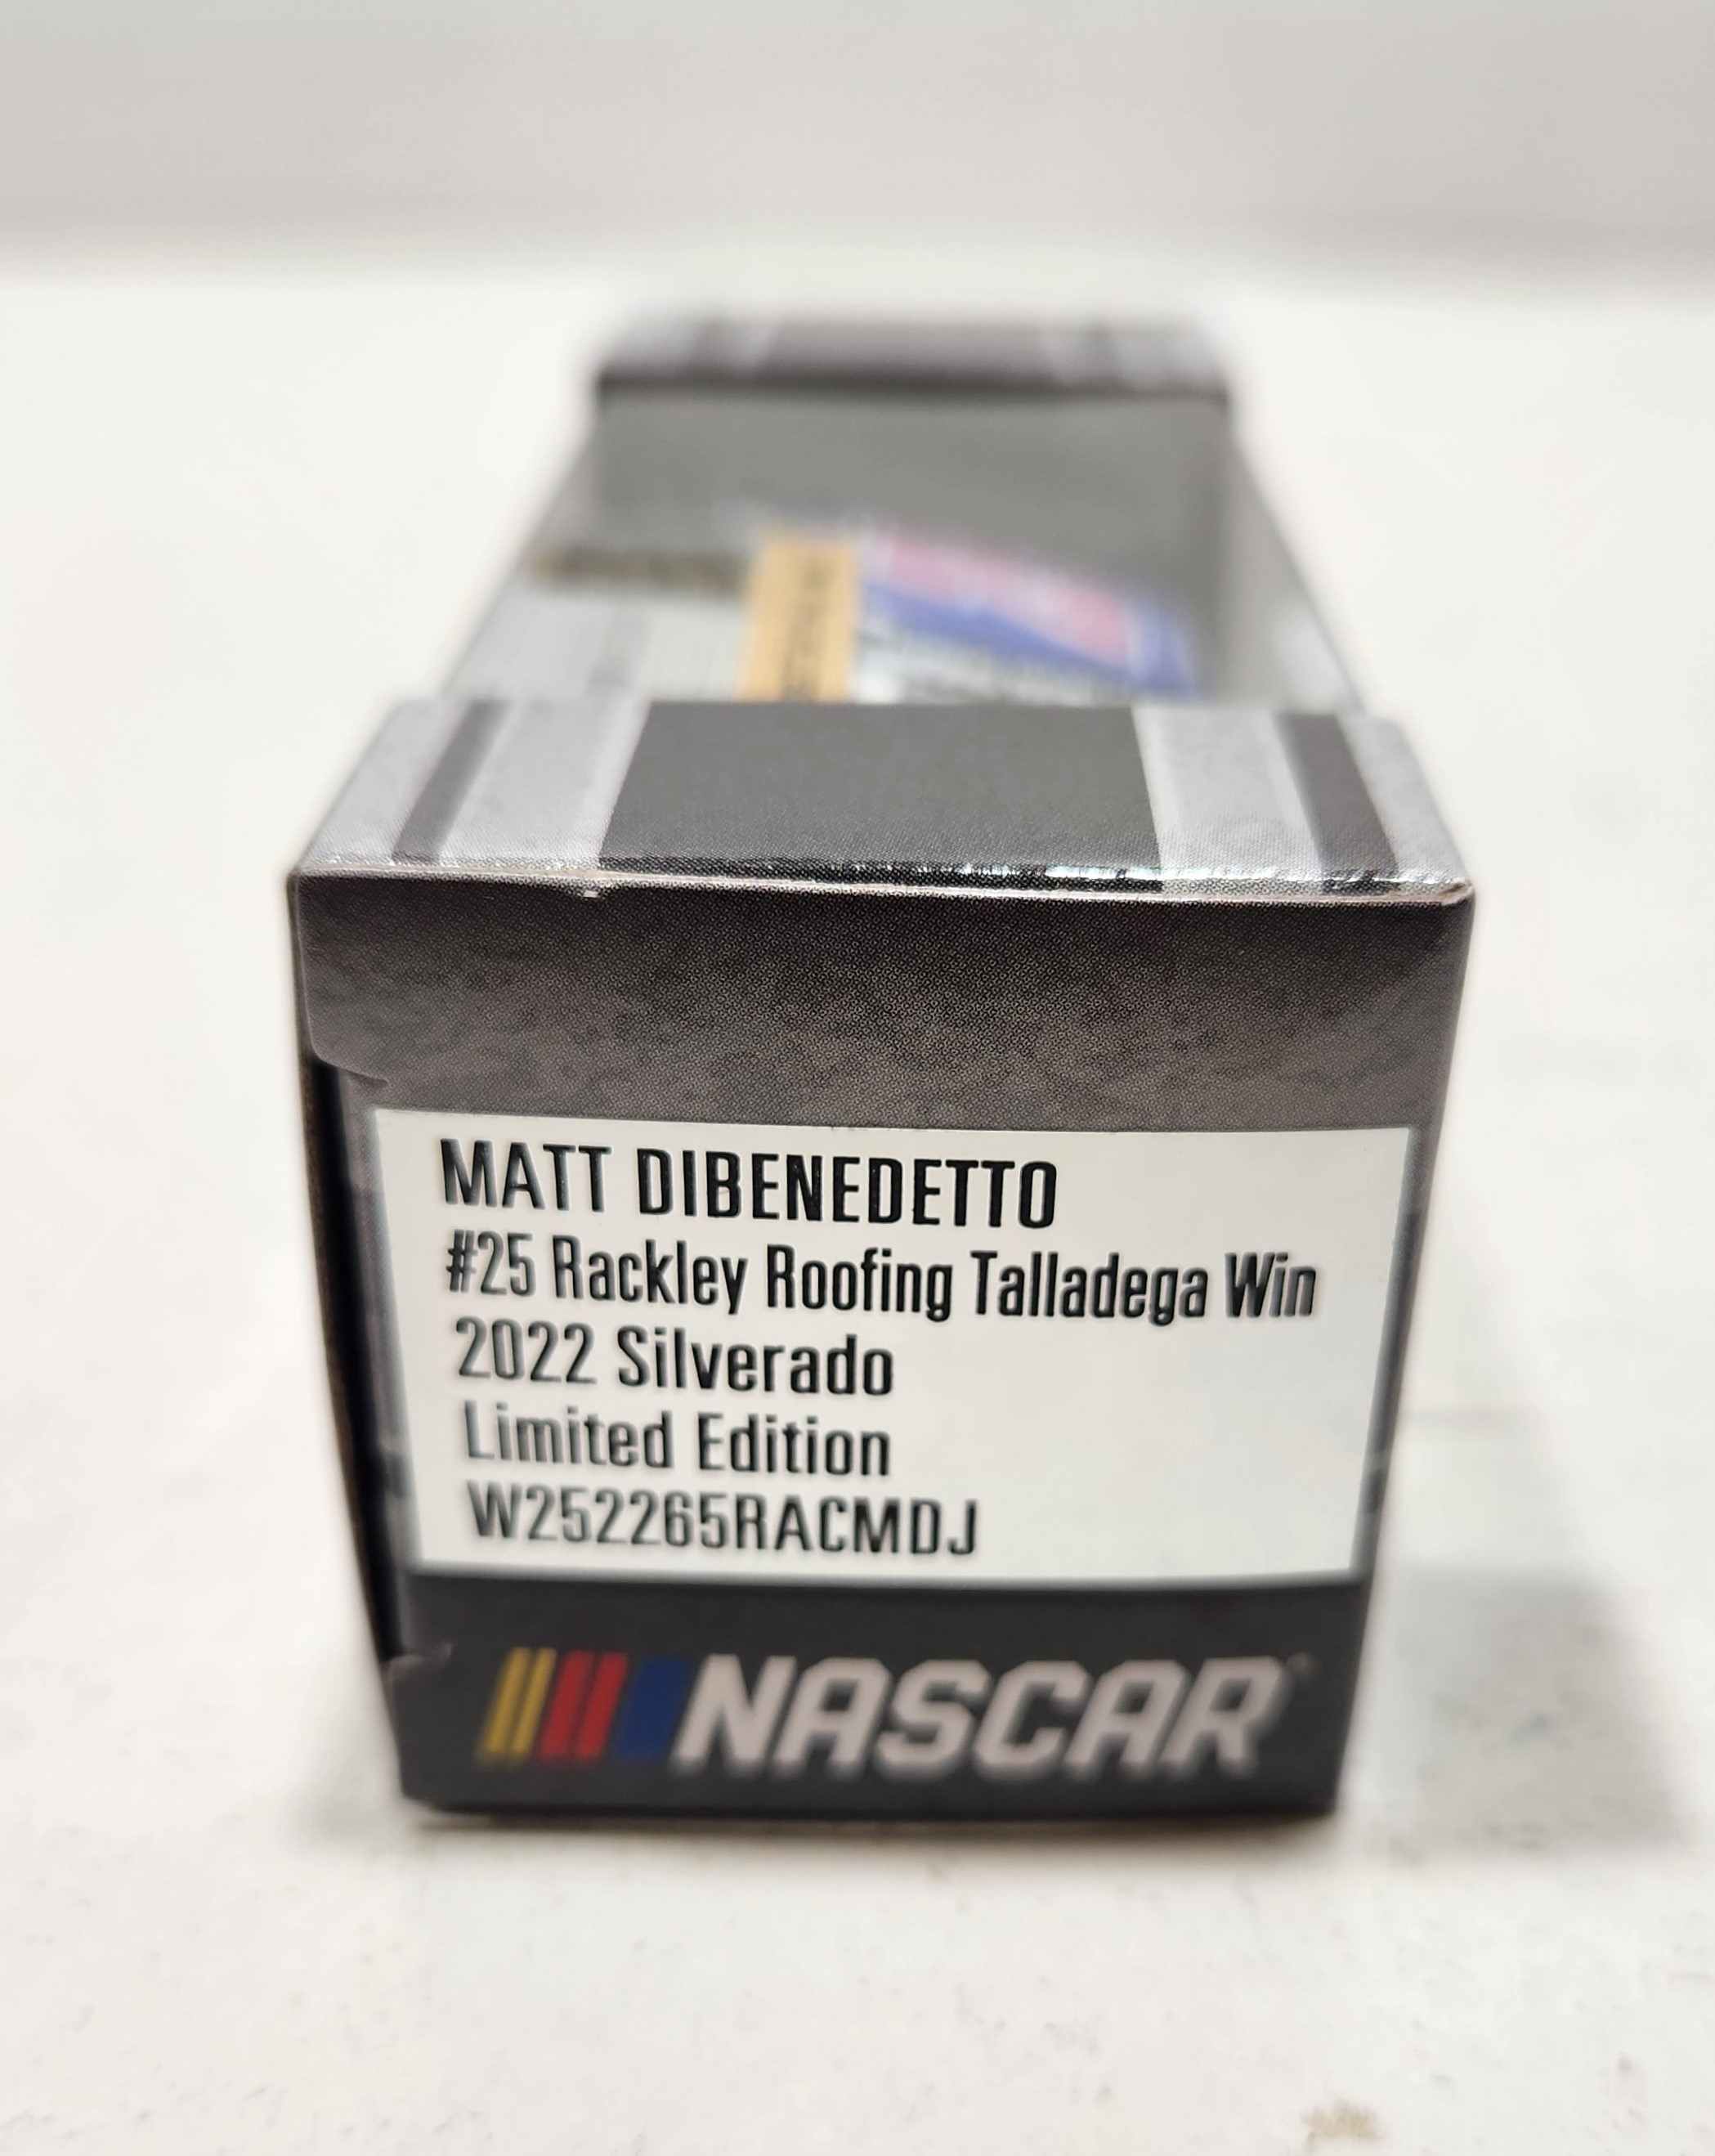 MATT DIBENEDETTO
#25 Rackley Roofing Talladega Win
2022 Silverado
Limited Edition
W252265RACMDJ
NASCAR